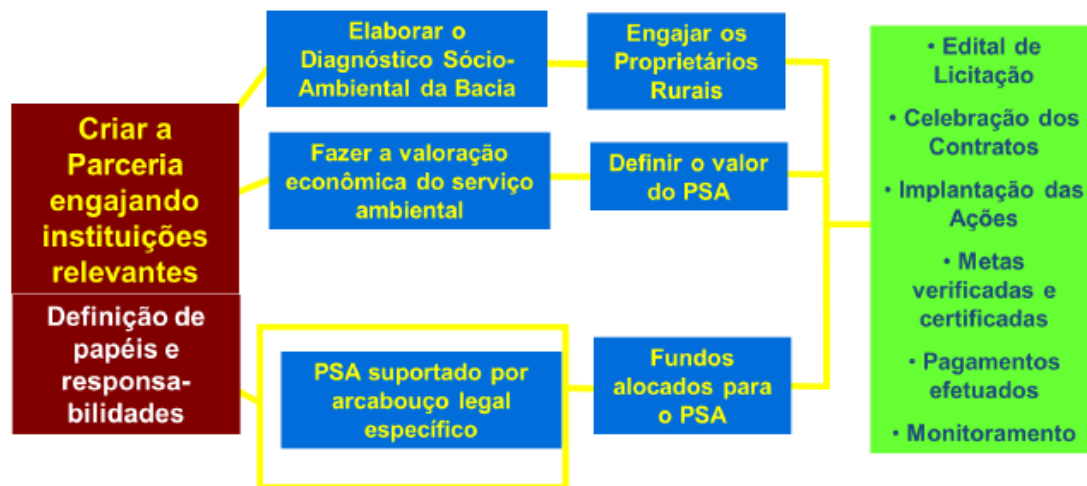 Criar a
Parceria
engajando
instituições
relevantes
Definição de
papéis e
responsa-
bilidades
Elaborar o
Diagnóstico Sócio-
Ambiental da Bacia
Engajar os
Proprietários
Rurais
Fazer a valoração
econômica do serviço
ambiental
Definir o valor
do PSA
PSA suportado por
arcabouço legal
específico
Fundos
alocados para
o PSA
• Edital de
Licitação
• Celebração dos
Contratos
• Implantação das
Ações
• Metas
verificadas e
certificadas
• Pagamentos
efetuados
• Monitoramento